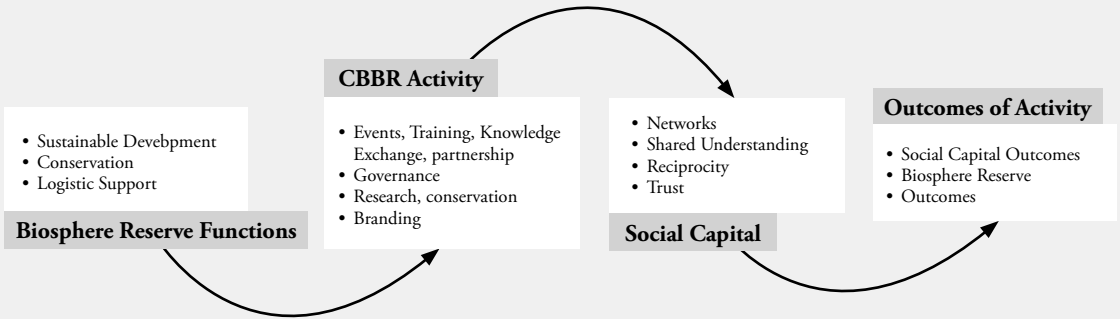 • Sustainable Devebpment
• Conservation
• Logistic Support
Biosphere Reserve Functions
CBBR Activity
• Events, Training, Knowledge
Exchange, partnership
• Governance
• Research, conservation
• Branding
• Networks
• Shared Understanding
• Reciprocity
• Trust
Social Capital
Outcomes of Activity
• Social Capital Outcomes
• Biosphere Reserve
• Outcomes